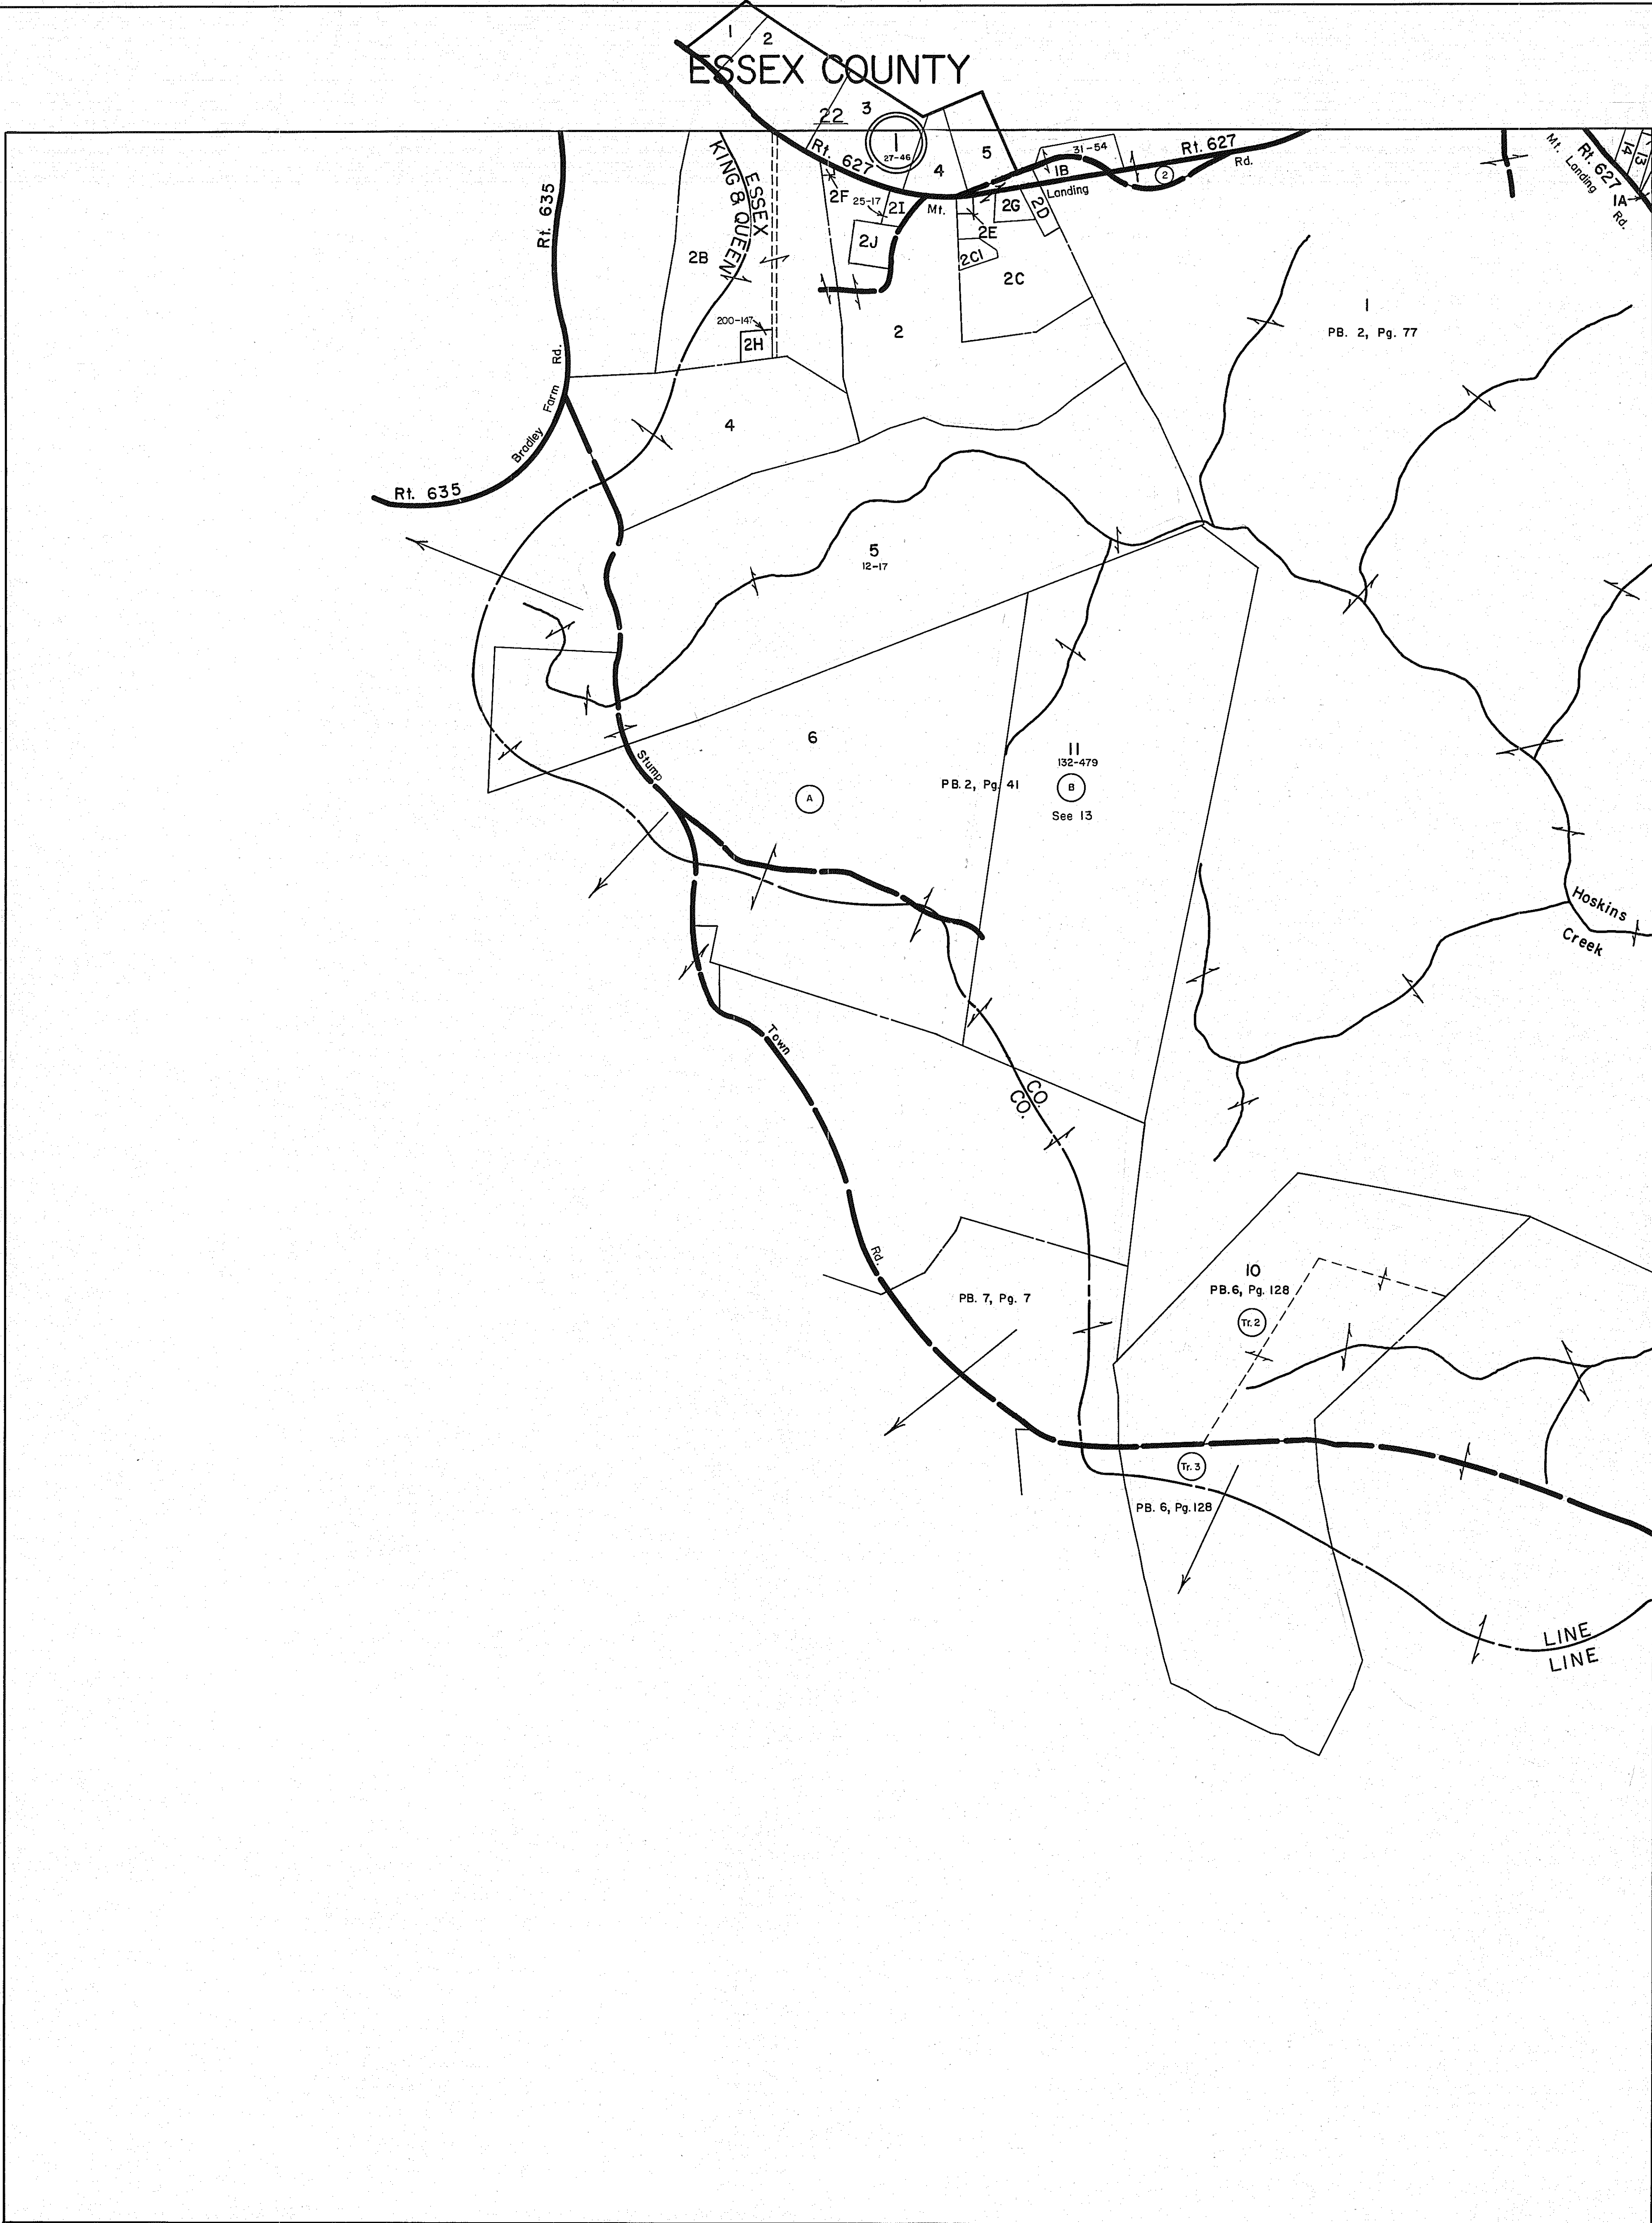 1
2
ESSEX COUNTY
3
22
1
27-46
4
5
Rt. 627
31-54
1B
Rt. 627
Rd.
2
Landing
Mt.
Mt. Landing
Rd.
Rt. 627
14
13
1A
Rt. 635
KING & QUEEN
ESSEX
2B
2F
25-17
2I
2J
2G
2D
2E
2C1
2C
2
200-147
2H
1
PB. 2, Pg. 77
Bradley Farm Rd.
Rt. 635
4
5
12-17
6
A
Stump
PB. 2, Pg. 41
11
132-479
B
See 13
Hoskins
Creek
Town
CO.
CO.
Rd.
PB. 7, Pg. 7
10
PB. 6, Pg. 128
Tr. 2
Tr. 3
PB. 6, Pg. 128
LINE
LINE